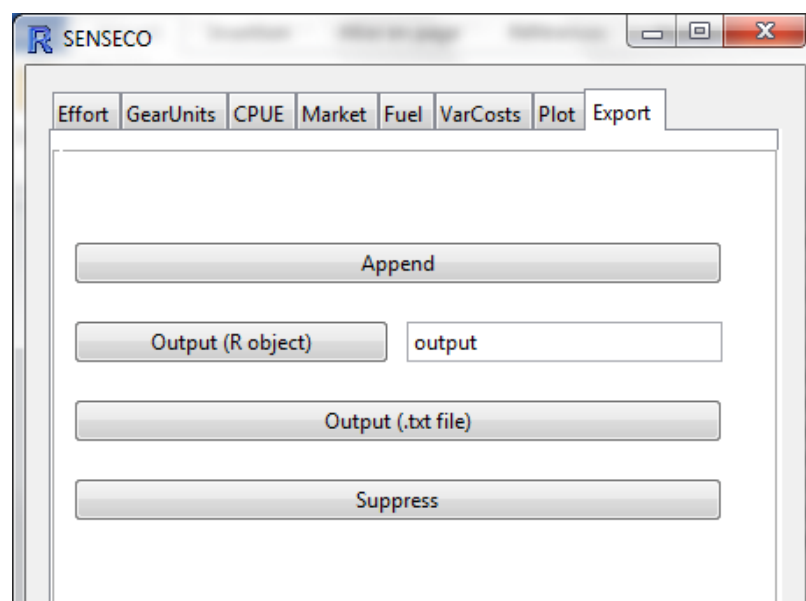 R SENSECO
Effort GearUnits CPUE Market Fuel VarCosts Plot Export
Append
Output (R object) output
Output (.txt file)
Suppress